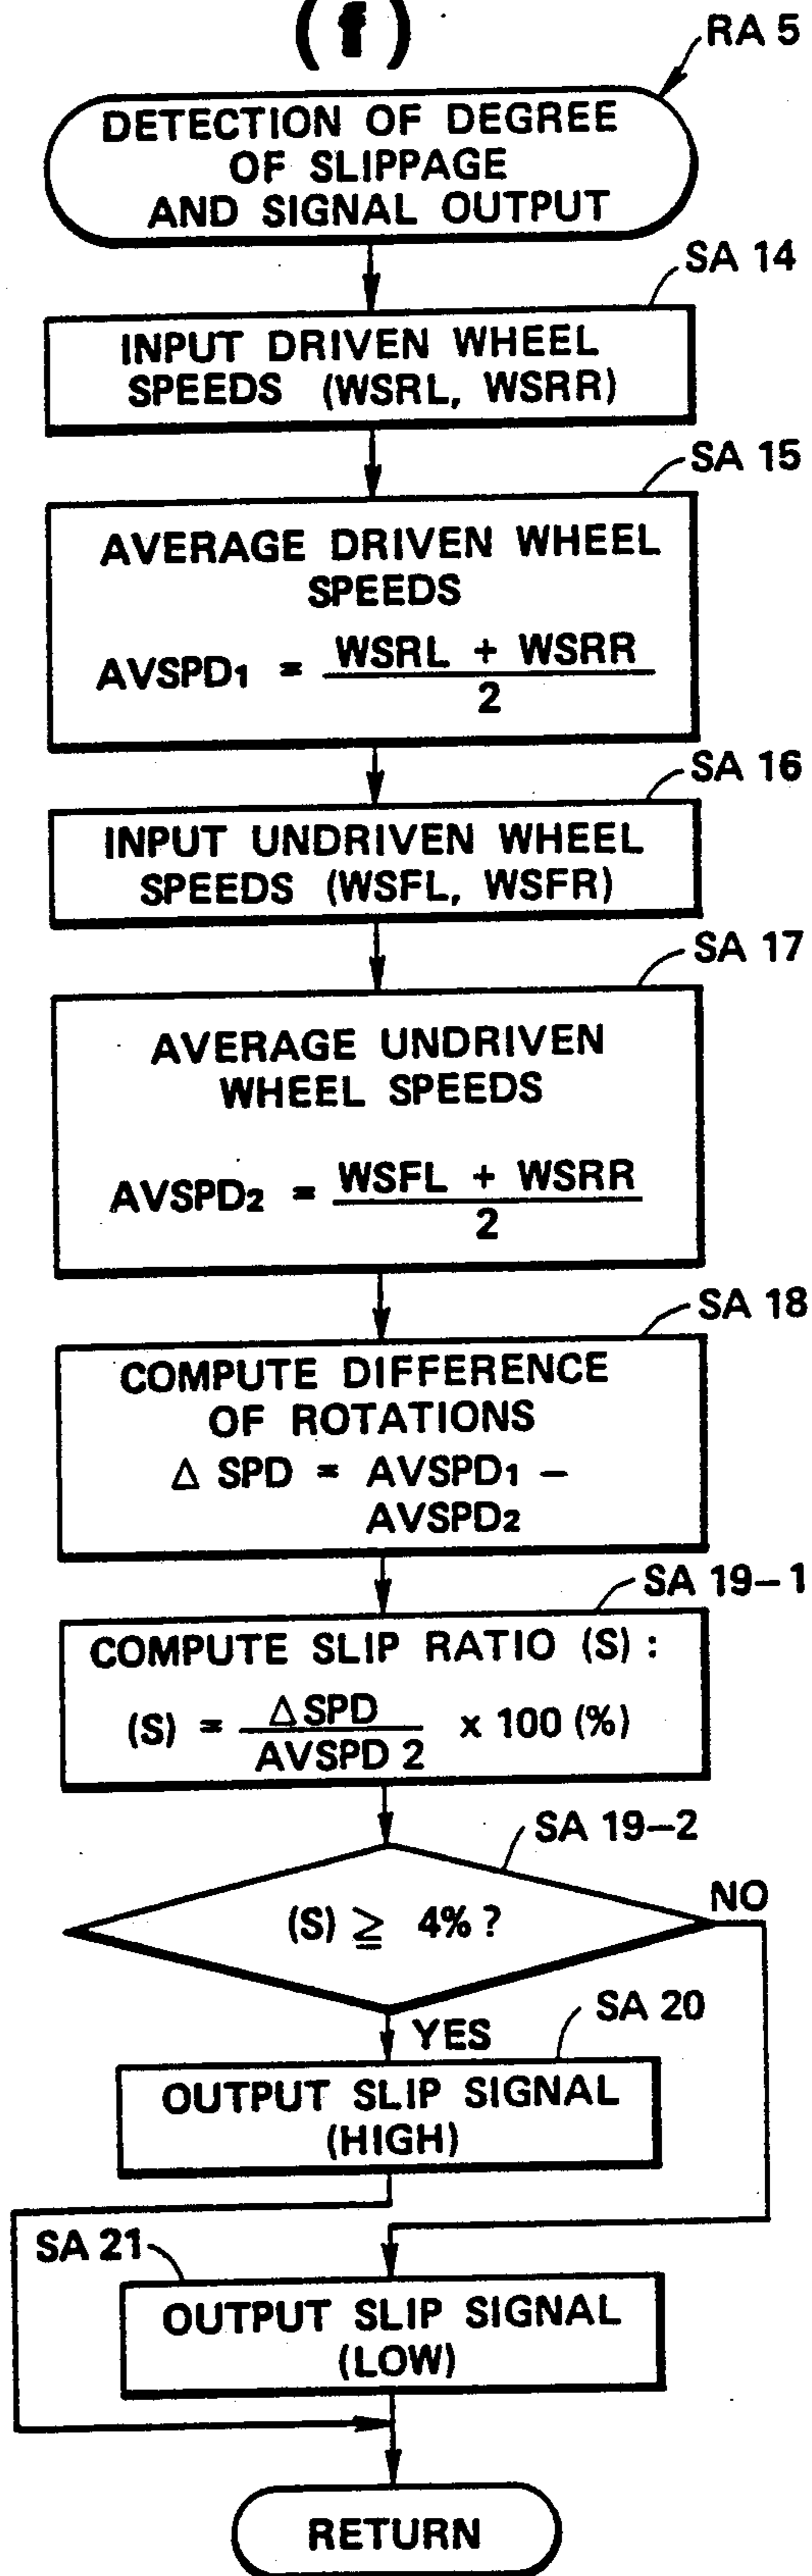 (f)
RA 5
DETECTION OF DEGREE
OF SLIPPAGE
AND SIGNAL OUTPUT
SA 14
INPUT DRIVEN WHEEL
SPEEDS (WSRL, WSRR)
SA 15
AVERAGE DRIVEN WHEEL
SPEEDS
AVSPD1 = WSRL + WSRR
2
SA 16
INPUT UNDRIVEN WHEEL
SPEEDS (WSFL, WSFR)
SA 17
AVERAGE UNDRIVEN
WHEEL SPEEDS
AVSPD2 = WSFL + WSRR
2
SA 18
COMPUTE DIFFERENCE
OF ROTATIONS
Δ SPD = AVSPD1 −
AVSPD2
SA 19-1
COMPUTE SLIP RATIO (S) :
(S) = ΔSPD x 100 (%)
AVSPD 2
SA 19-2
(S) ≧ 4% ?
NO
YES
SA 20
OUTPUT SLIP SIGNAL
(HIGH)
SA 21
OUTPUT SLIP SIGNAL
(LOW)
RETURN